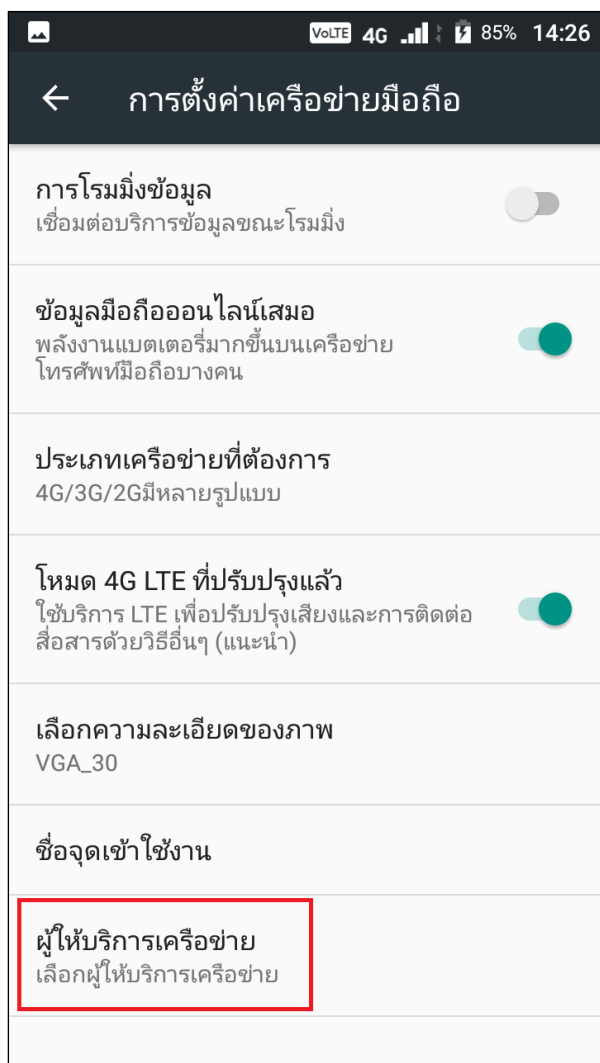 VoLTE 4G 85% 14:26
การตั้งค่าเครือข่ายมือถือ
การโรมมิ่งข้อมูล
เชื่อมต่อบริการข้อมูลขณะโรมมิ่ง
ข้อมูลมือถือออนไลน์เสมอ
พลังงานแบตเตอรี่มากขึ้นบนเครือข่าย
โทรศัพท์มือถือบางคน
ประเภทเครือข่ายที่ต้องการ
4G/3G/2Gมีหลายรูปแบบ
โหมด 4G LTE ที่ปรับปรุงแล้ว
ใช้บริการ LTE เพื่อปรับปรุงเสียงและการติดต่อ
สื่อสารด้วยวิธีอื่นๆ (แนะนำ)
เลือกความละเอียดของภาพ
VGA_30
ชื่อจุดเข้าใช้งาน
ผู้ให้บริการเครือข่าย
เลือกผู้ให้บริการเครือข่าย